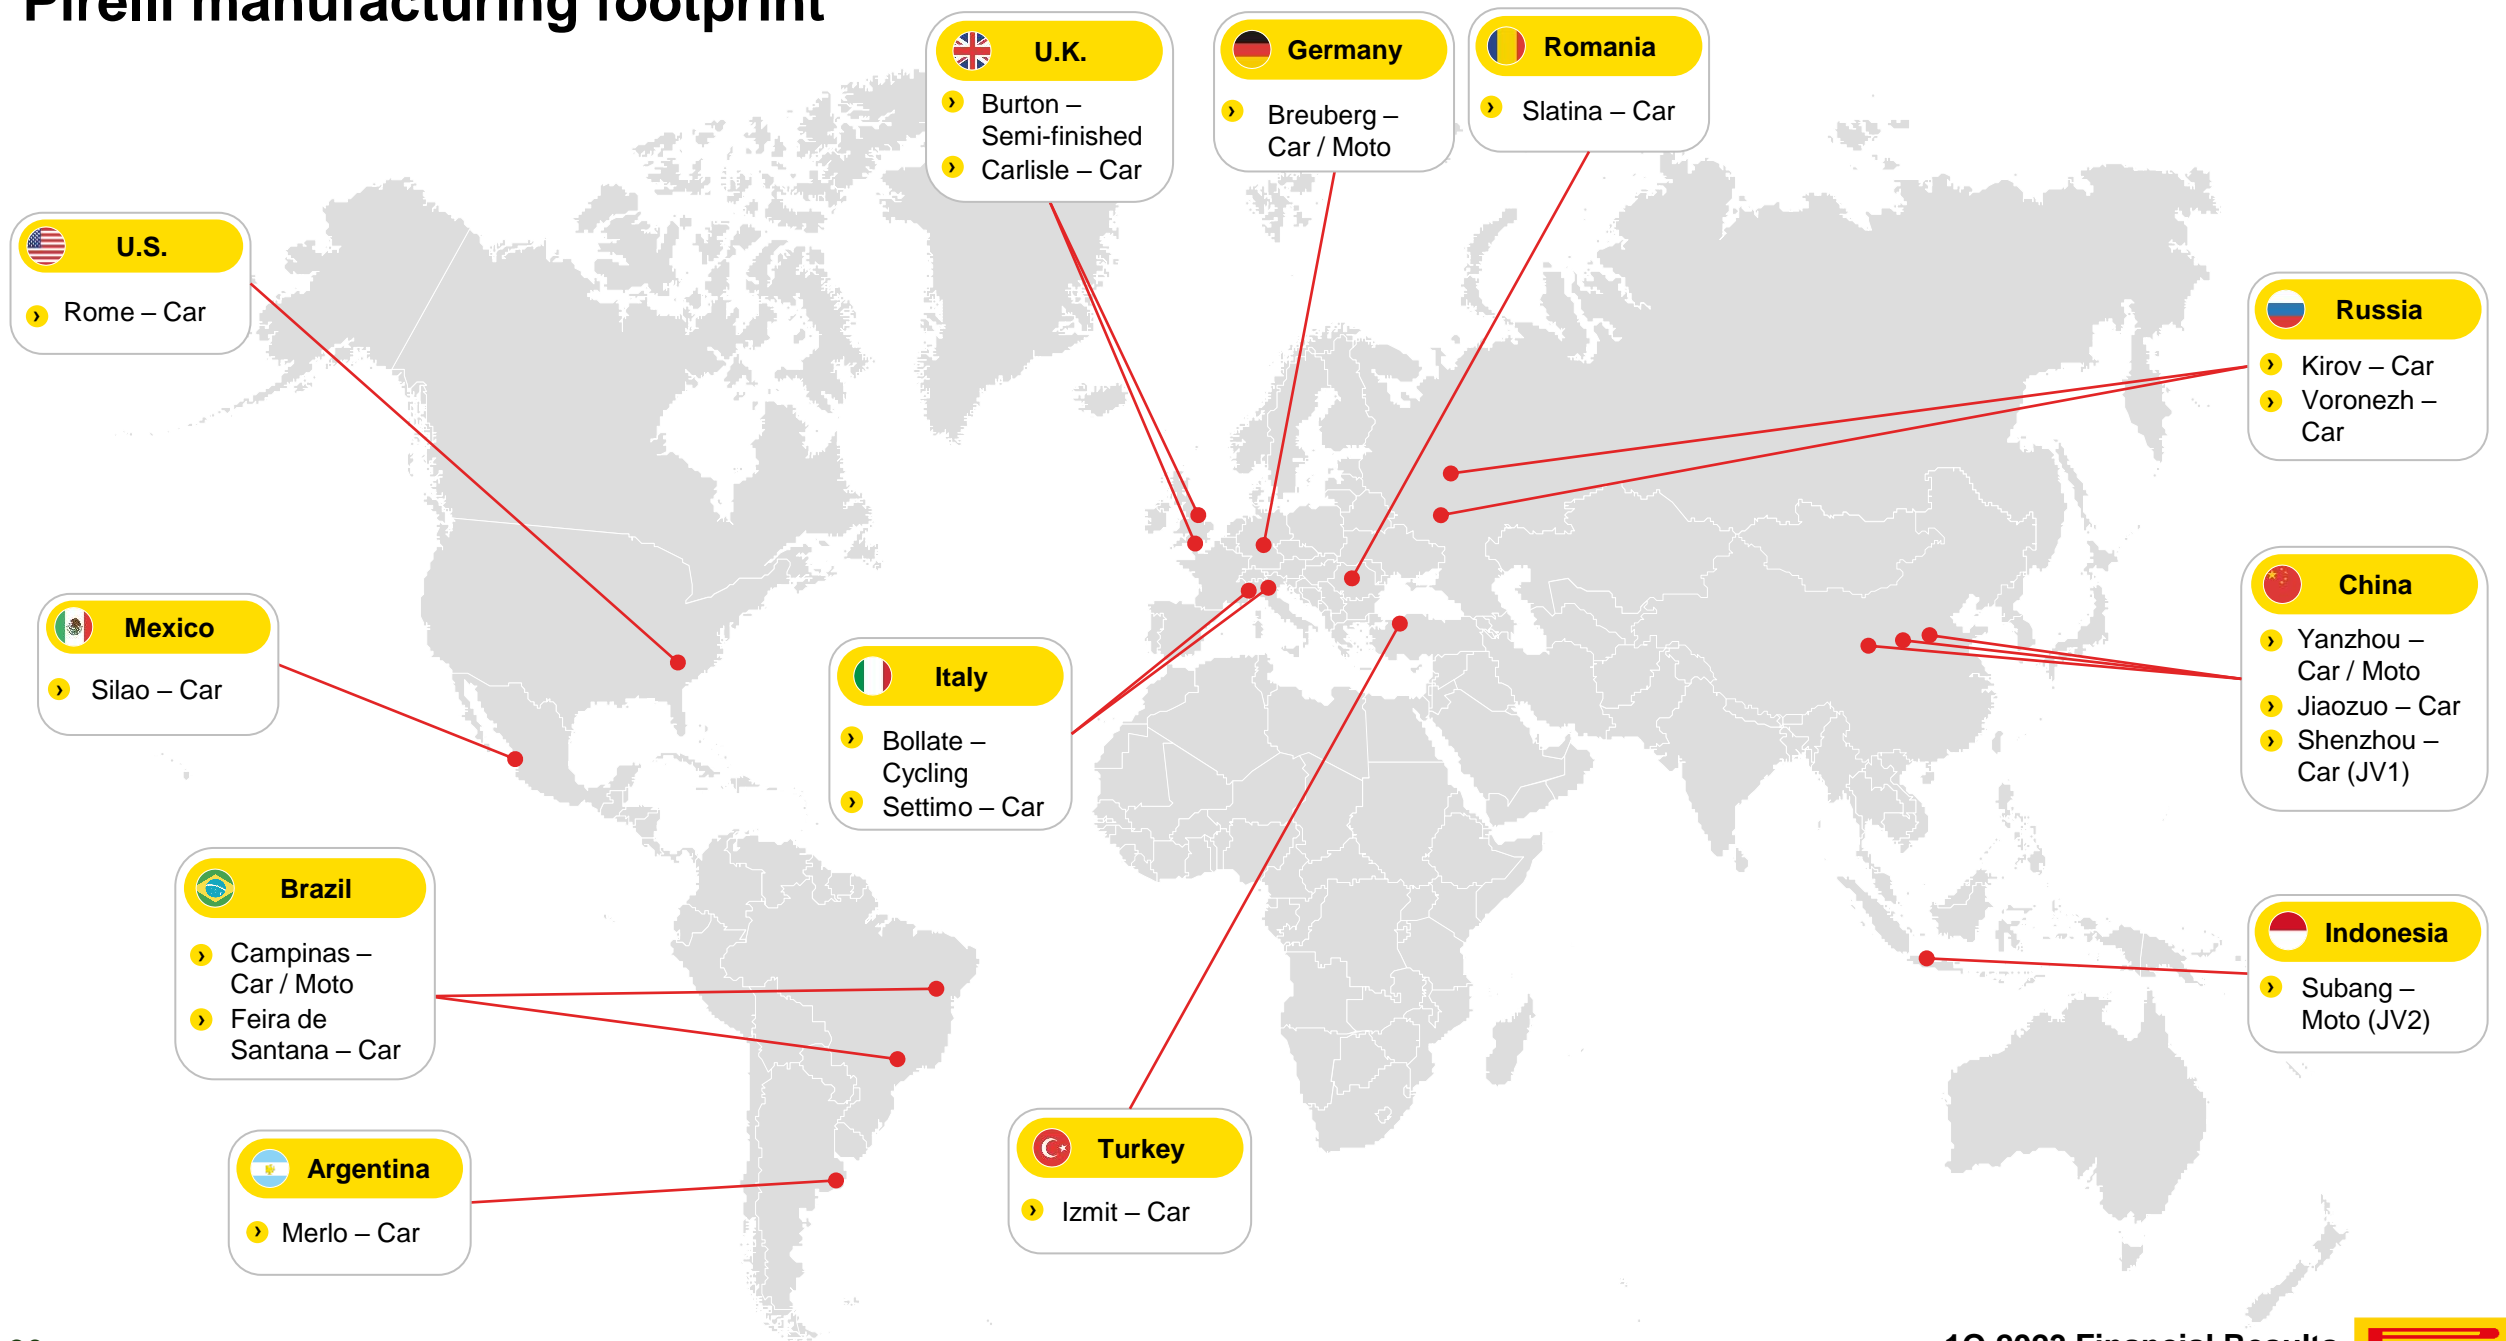 Pirelli manufacturing footprint
U.K.
Burton –
Semi-finished
Carlisle – Car
Germany
Breuberg –
Car / Moto
Romania
Slatina – Car
U.S.
Rome – Car
Russia
Kirov – Car
Voronezh –
Car
Mexico
Silao – Car
Italy
Bollate –
Cycling
Settimo – Car
China
Yanzhou –
Car / Moto
Jiaozuo – Car
Shenzhou –
Car (JV1)
Brazil
Campinas –
Car / Moto
Feira de
Santana – Car
Indonesia
Subang –
Moto (JV2)
Argentina
Merlo – Car
Turkey
Izmit – Car
Financial Results